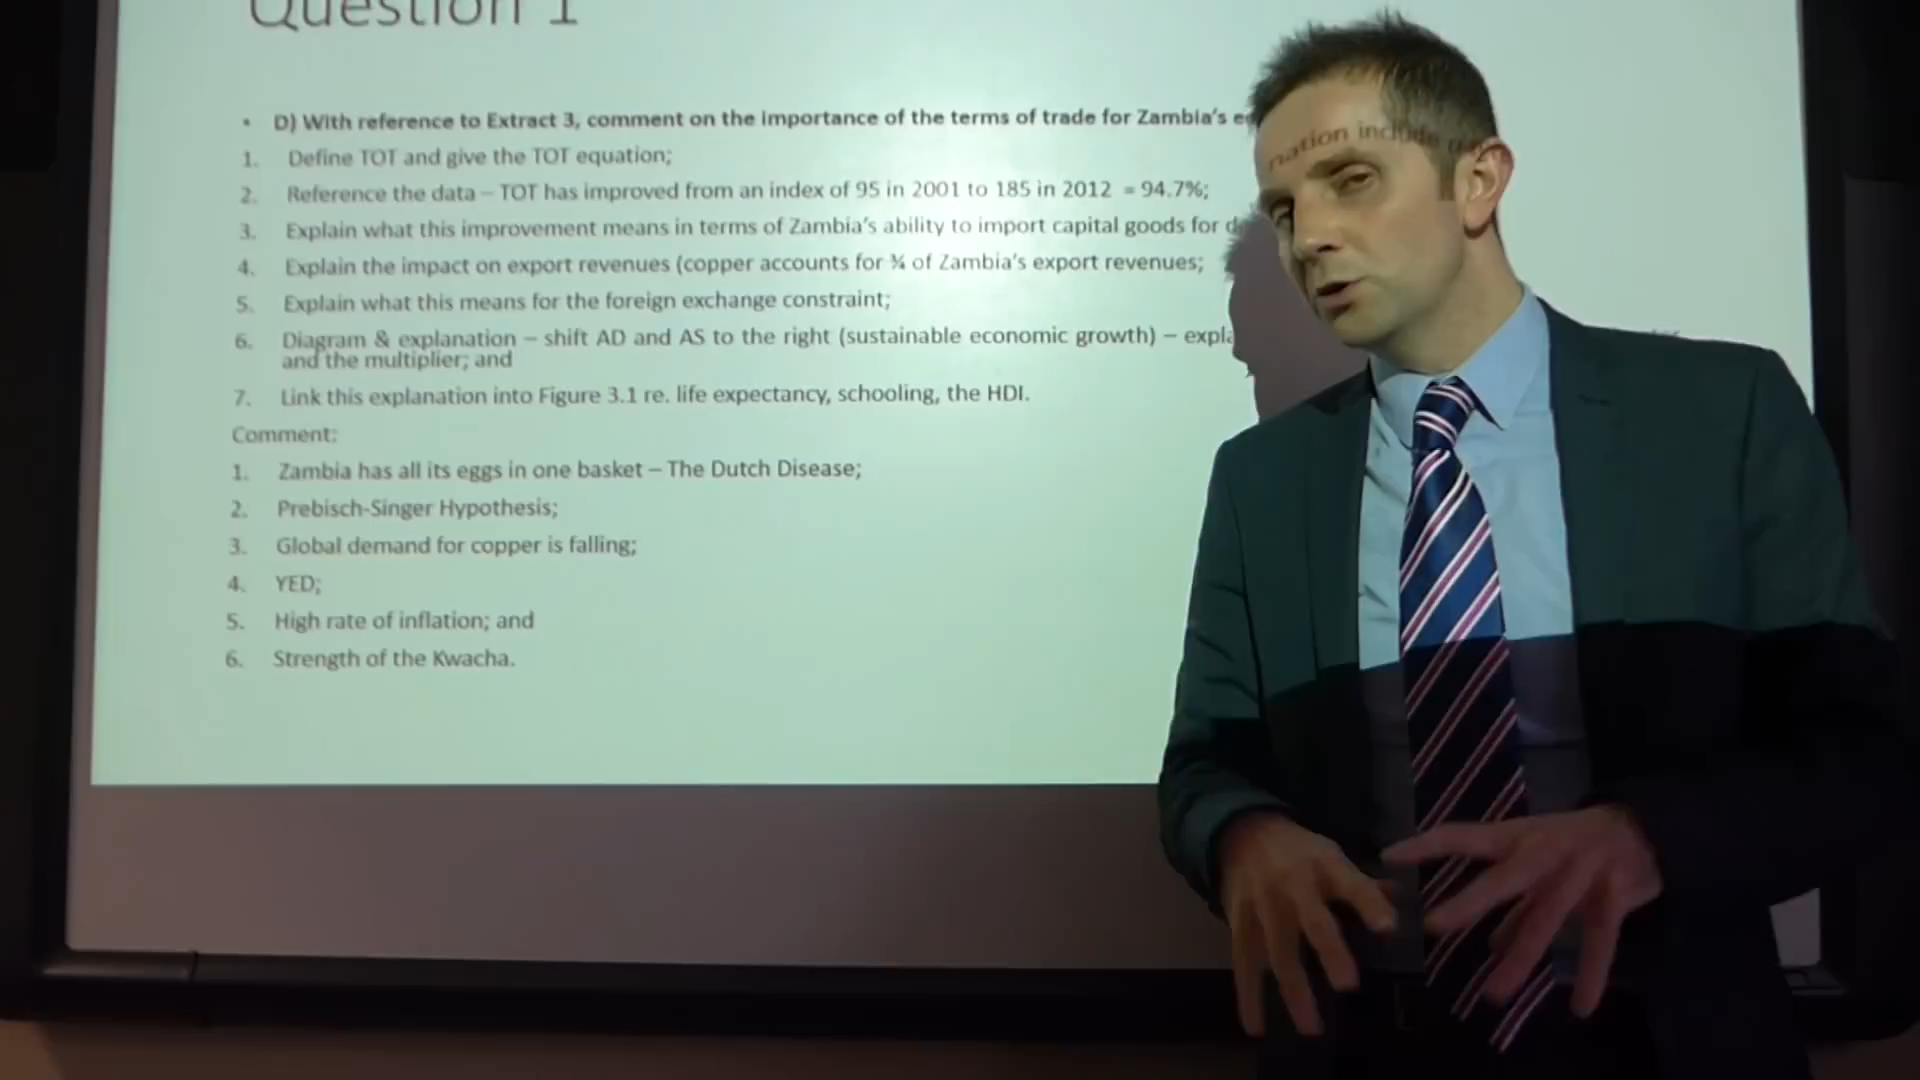 Question 1
• D) With reference to Extract 3, comment on the importance of the terms of trade for Zambia's
1. Define TOT and give the TOT equation;
2. Reference the data – TOT has improved from an index of 95 in 2001 to 185 in 2012 = 94.7%;
3. Explain what this improvement means in terms of Zambia's ability to import capital goods for
4. Explain the impact on export revenues (copper accounts for ¾ of Zambia's export revenues;
5. Explain what this means for the foreign exchange constraint;
6. Diagram & explanation – shift AD and AS to the right (sustainable economic growth) –
and the multiplier; and
7. Link this explanation into Figure 3.1 re. life expectancy, schooling, the HDI.
Comment:
1. Zambia has all its eggs in one basket – The Dutch Disease;
2. Prebisch-Singer Hypothesis;
3. Global demand for copper is falling;
4. YED;
5. High rate of inflation; and
6. Strength of the Kwacha.